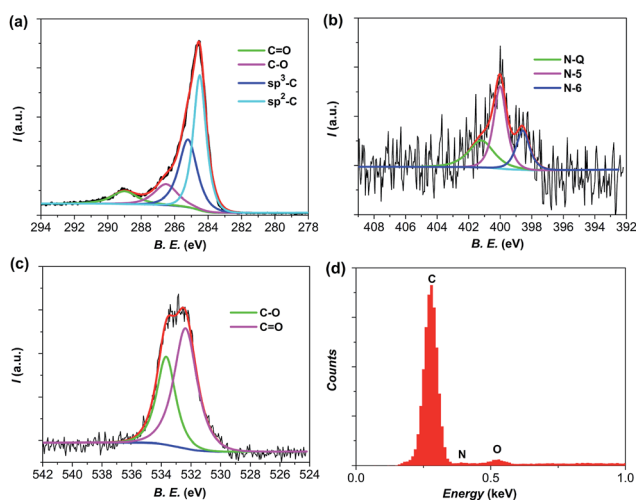 (a)
C=O
C-O
sp³-C
sp²-C
I (a.u.)
294 292 290 288 286 284 282 280 278
B. E. (eV)
(b)
N-Q
N-5
N-6
I (a.u.)
408 406 404 402 400 398 396 394 392
B. E. (eV)
(c)
C-O
C=O
I (a.u.)
542 540 538 536 534 532 530 528 526 524
B. E. (eV)
(d)
C
N
O
Counts
0.0 0.5 1.0
Energy (keV)